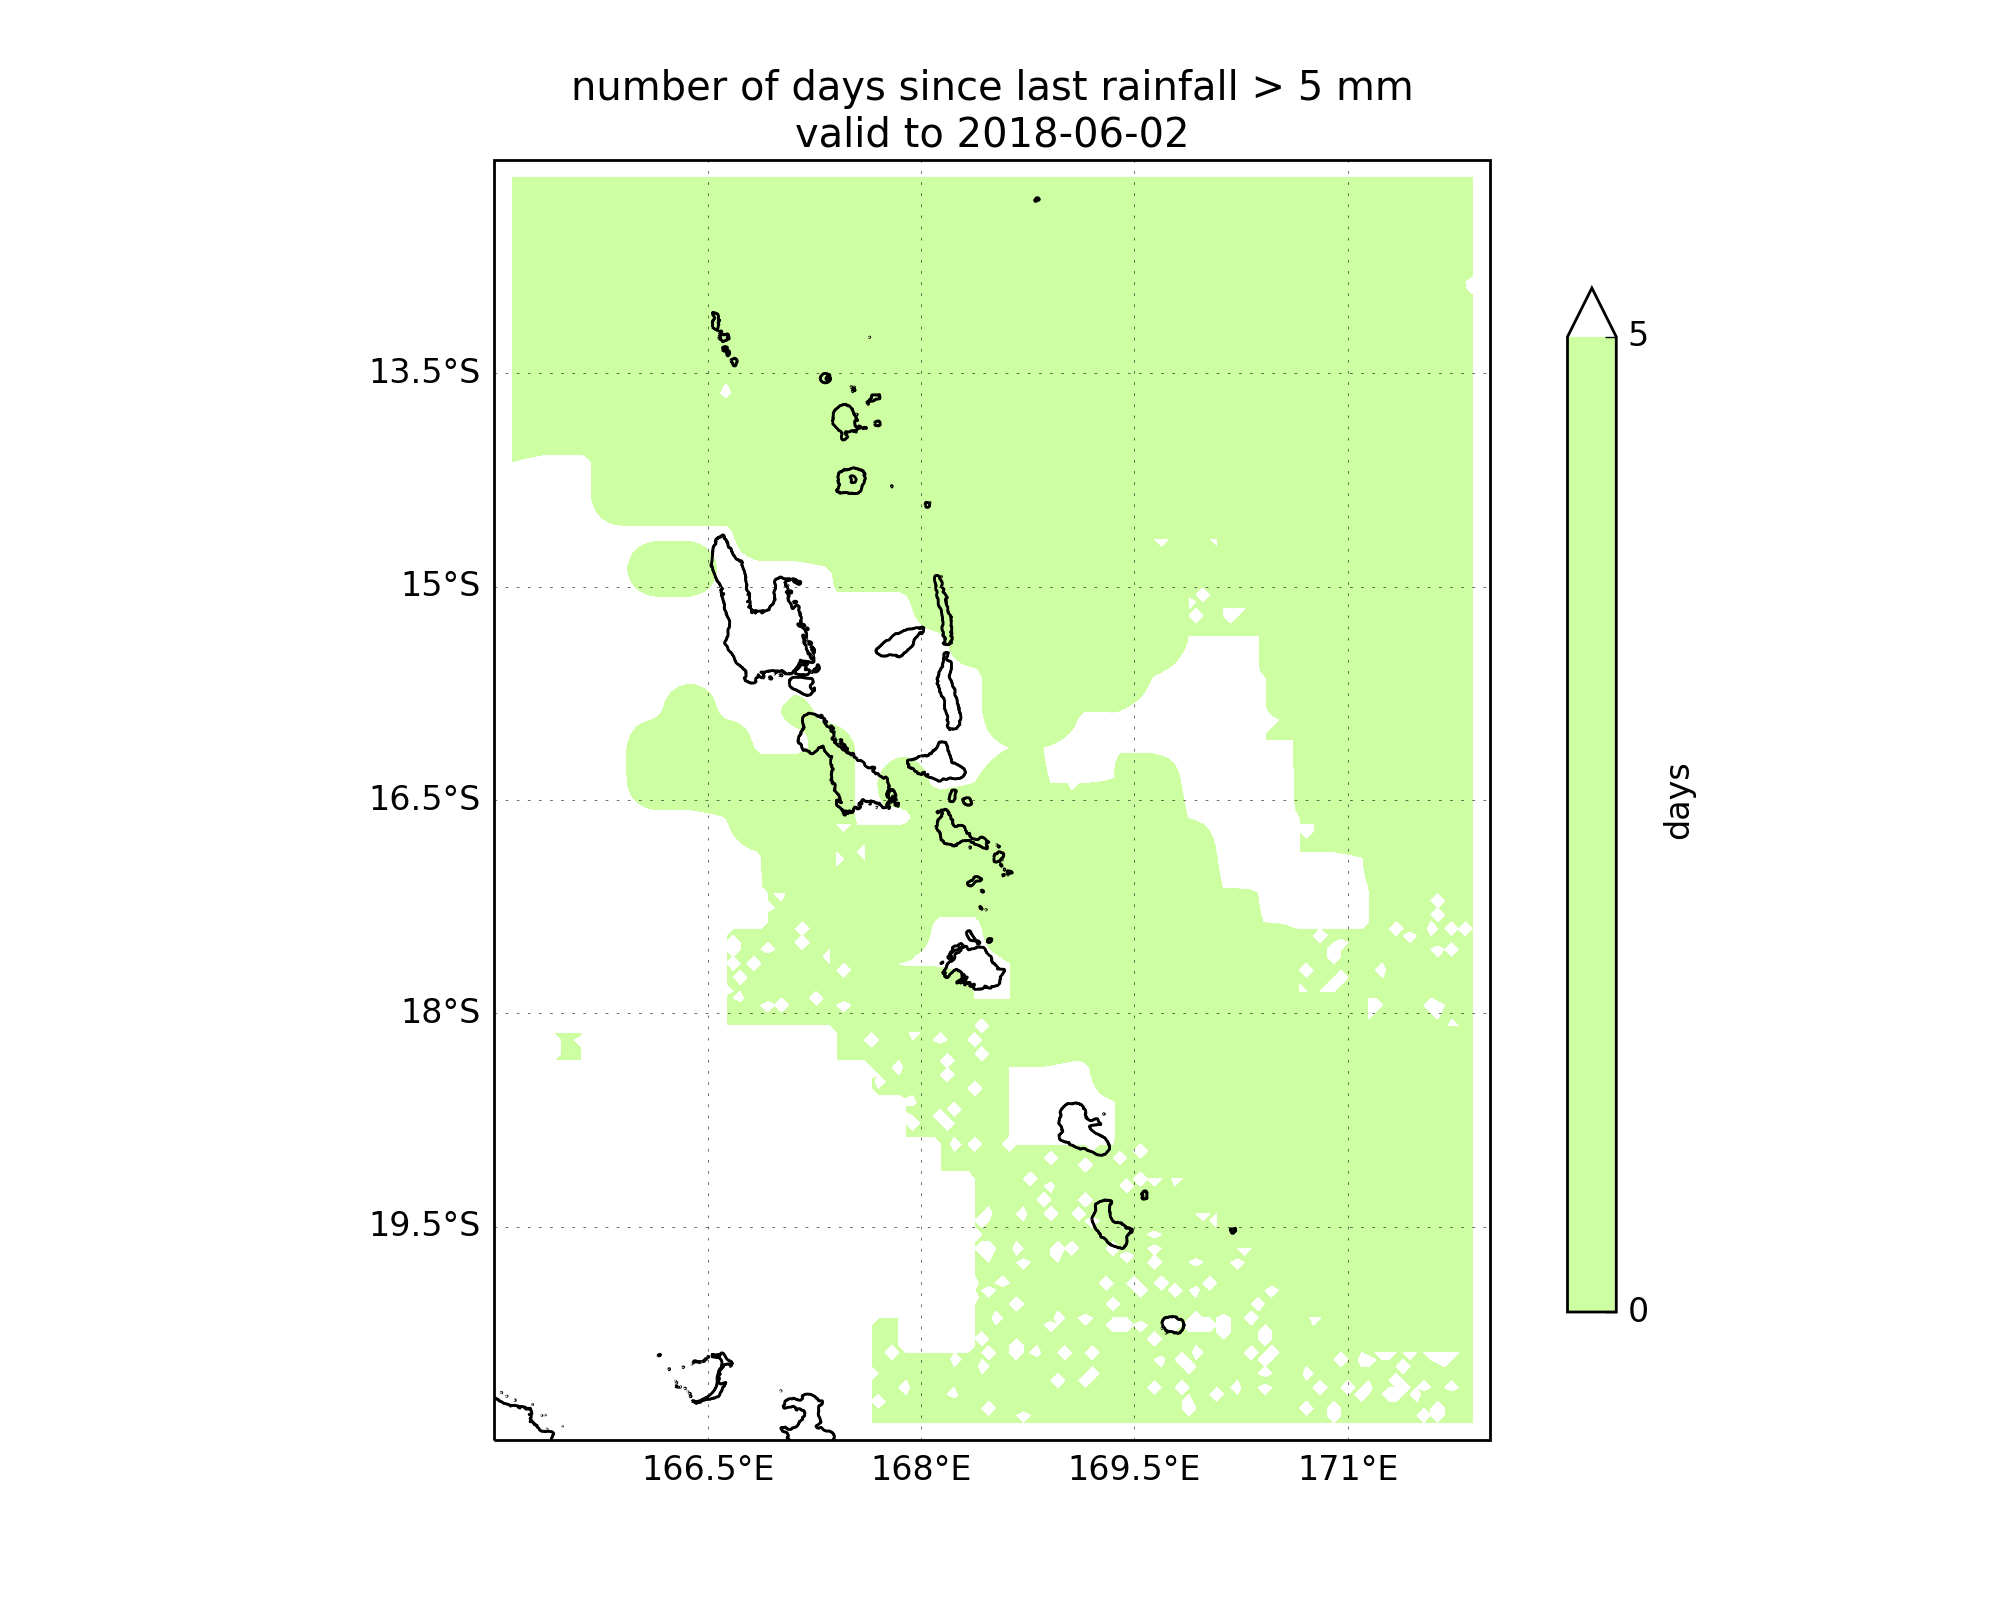 number of days since last rainfall > 5 mm
valid to 2018-06-02
13.5°S
15°S
16.5°S
18°S
19.5°S
166.5°E
168°E
169.5°E
171°E
5
days
0